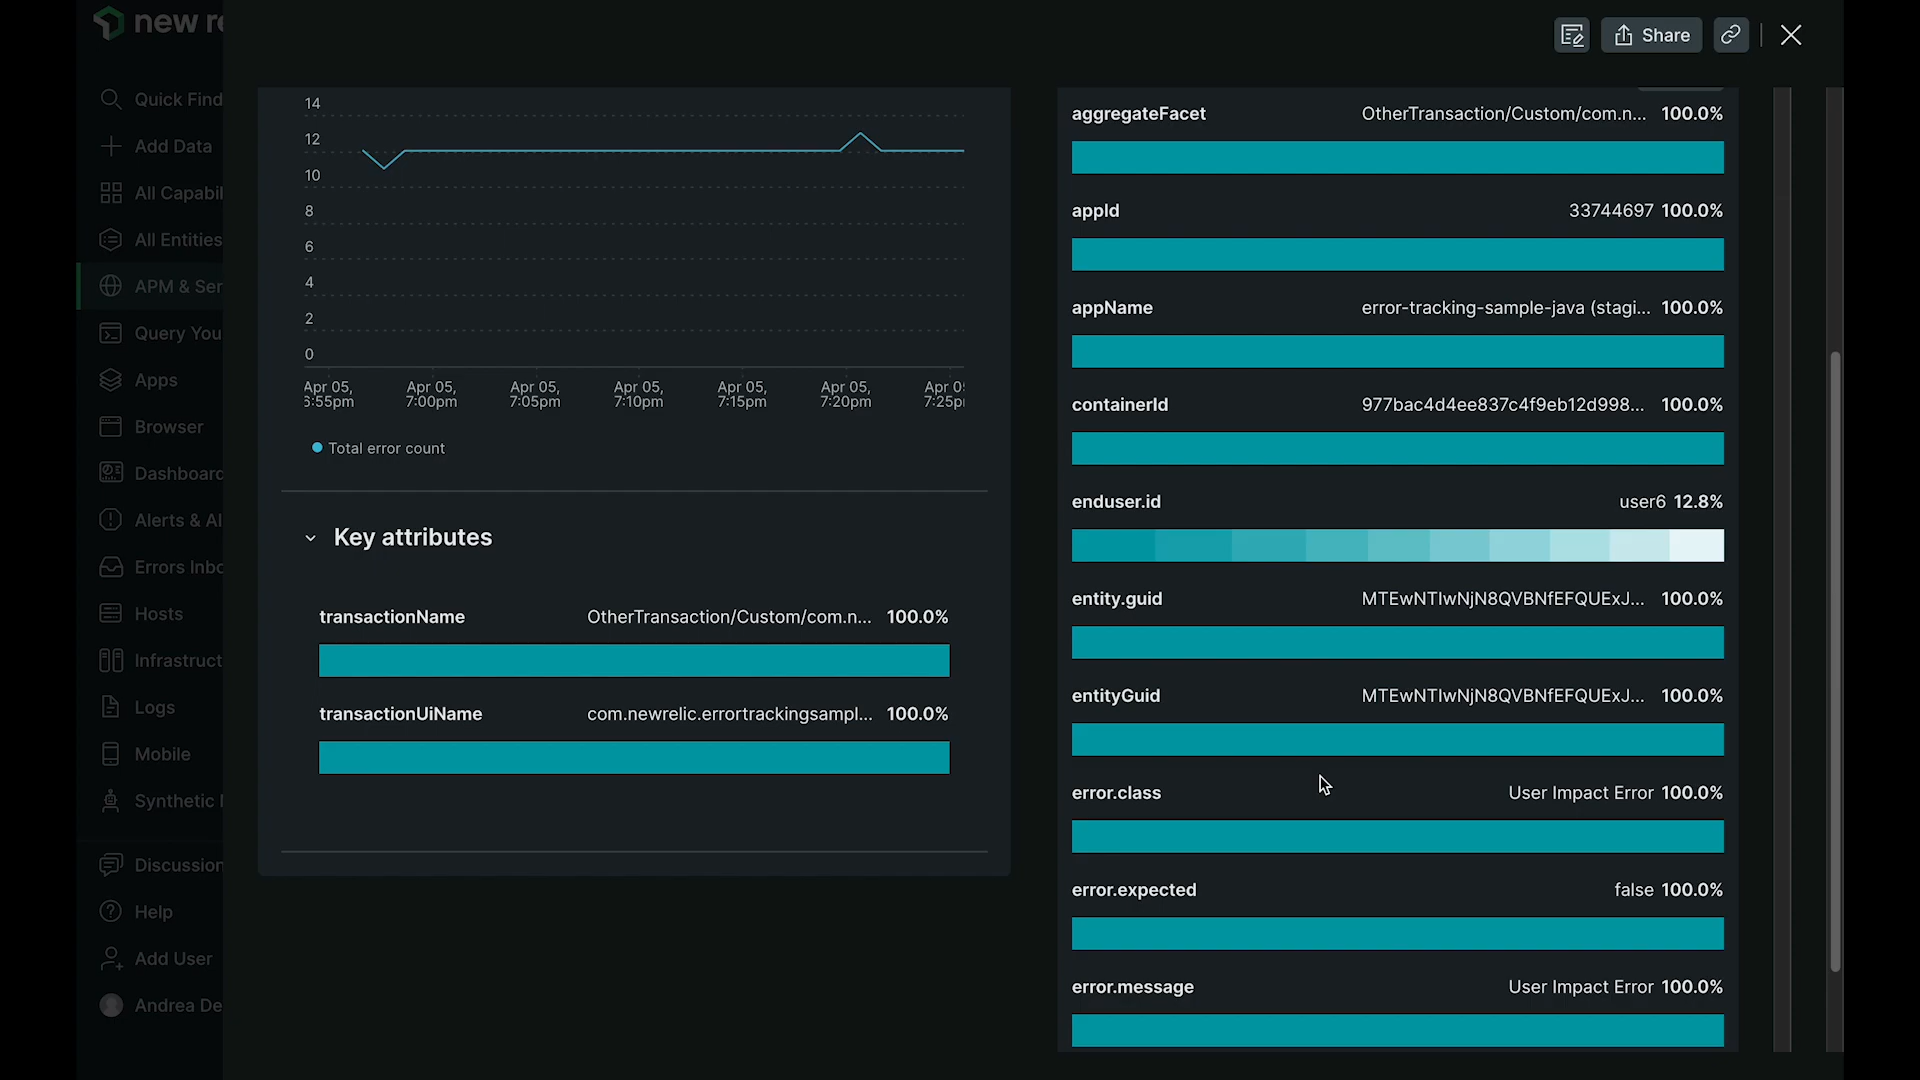 new re
Quick Find
Add Data
All Capabil
All Entities
APM & Ser
Query You
Apps
Browser
Dashboard
Alerts & AI
Errors Inbo
Hosts
Infrastruct
Logs
Mobile
Synthetic
Discussion
Help
Add User
Andrea De
Share
14
12
10
8
6
4
2
0
Apr 05, 6:55pm
Apr 05, 7:00pm
Apr 05, 7:05pm
Apr 05, 7:10pm
Apr 05, 7:15pm
Apr 05, 7:20pm
Apr 05 7:25p
Total error count
Key attributes
transactionName OtherTransaction/Custom/com.n... 100.0%
transactionUiName com.newrelic.errortrackingsampl... 100.0%
aggregateFacet OtherTransaction/Custom/com.n... 100.0%
appId 33744697 100.0%
appName error-tracking-sample-java (stagi... 100.0%
containerId 977bac4d4ee837c4f9eb12d998... 100.0%
enduser.id user6 12.8%
entity.guid MTEwNTIwNjN8QVBNfEFQUExJ... 100.0%
entityGuid MTEwNTIwNjN8QVBNfEFQUExJ... 100.0%
error.class User Impact Error 100.0%
error.expected false 100.0%
error.message User Impact Error 100.0%